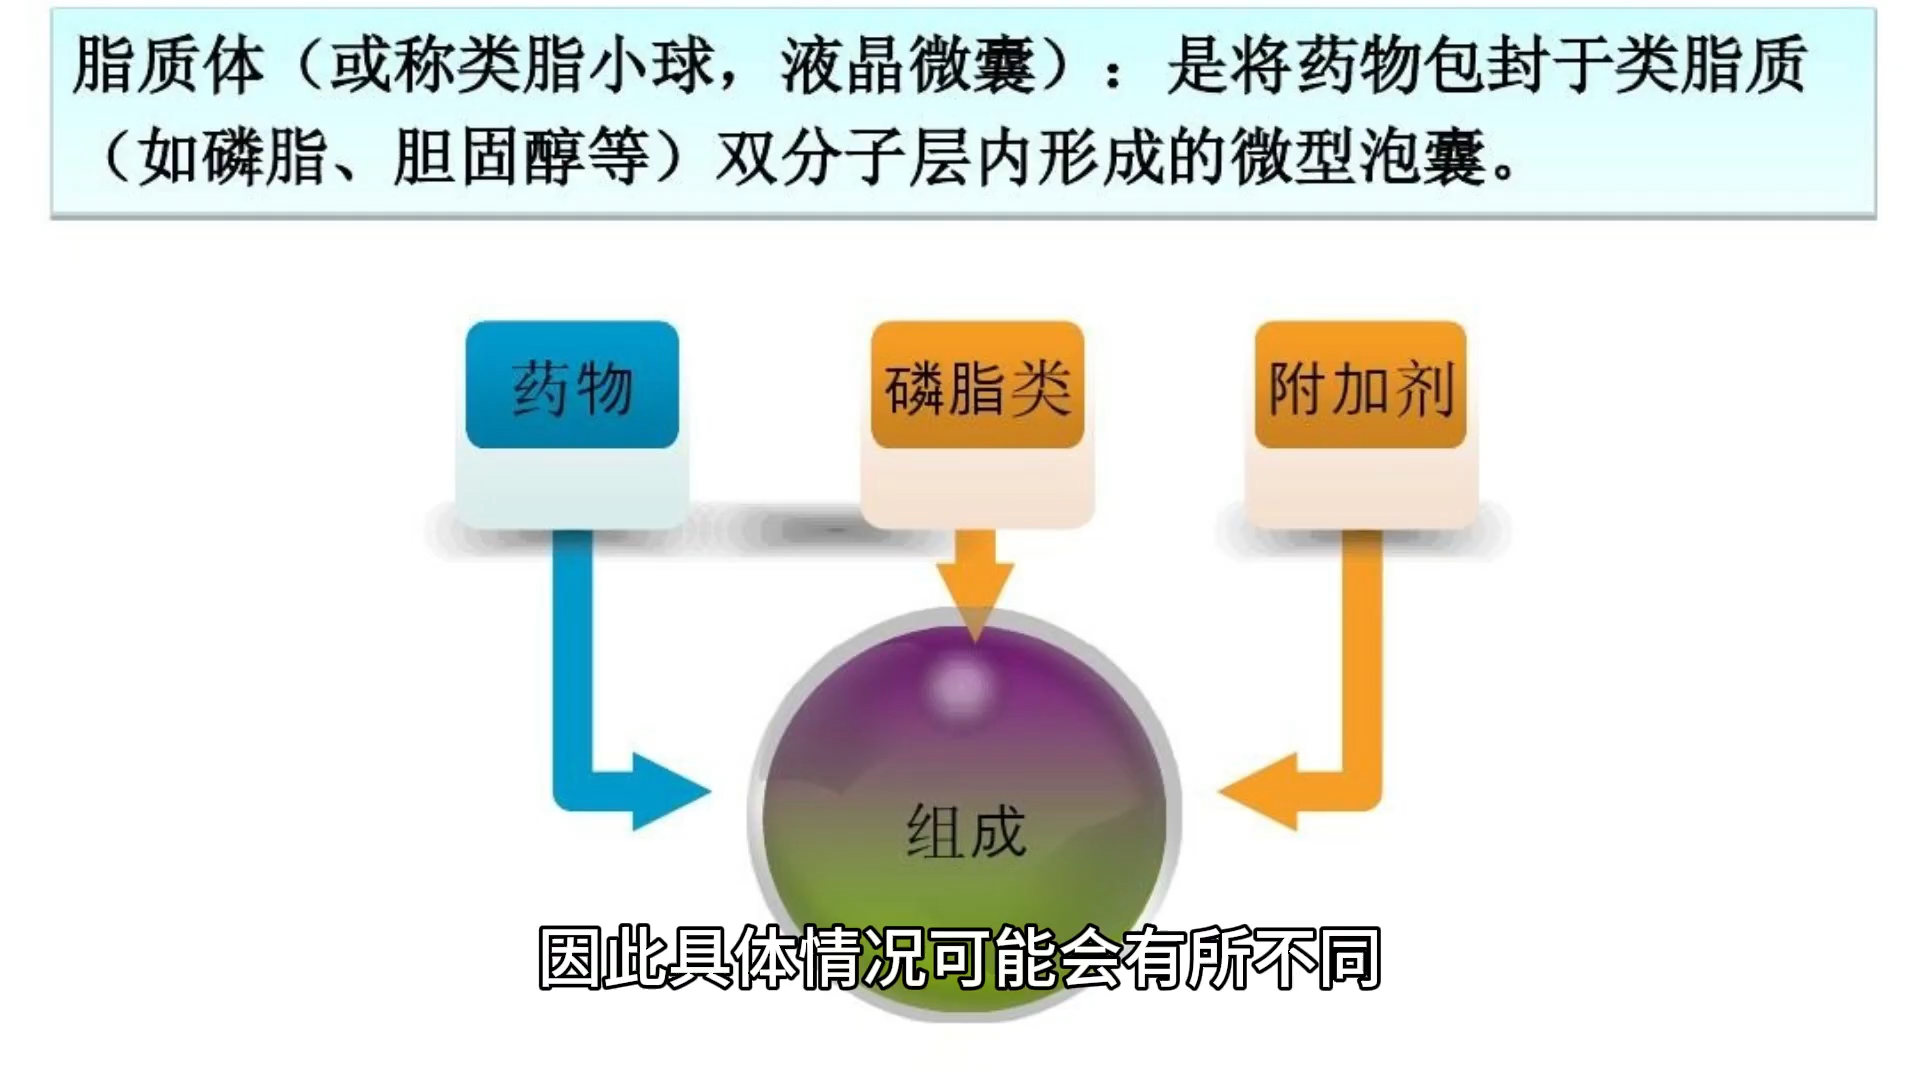 脂质体（或称类脂小球，液晶微囊）：是将药物包封于类脂质
（如磷脂、胆固醇等）双分子层内形成的微型泡囊。
药物
磷脂类
附加剂
组成
因此具体情况可能会有所不同